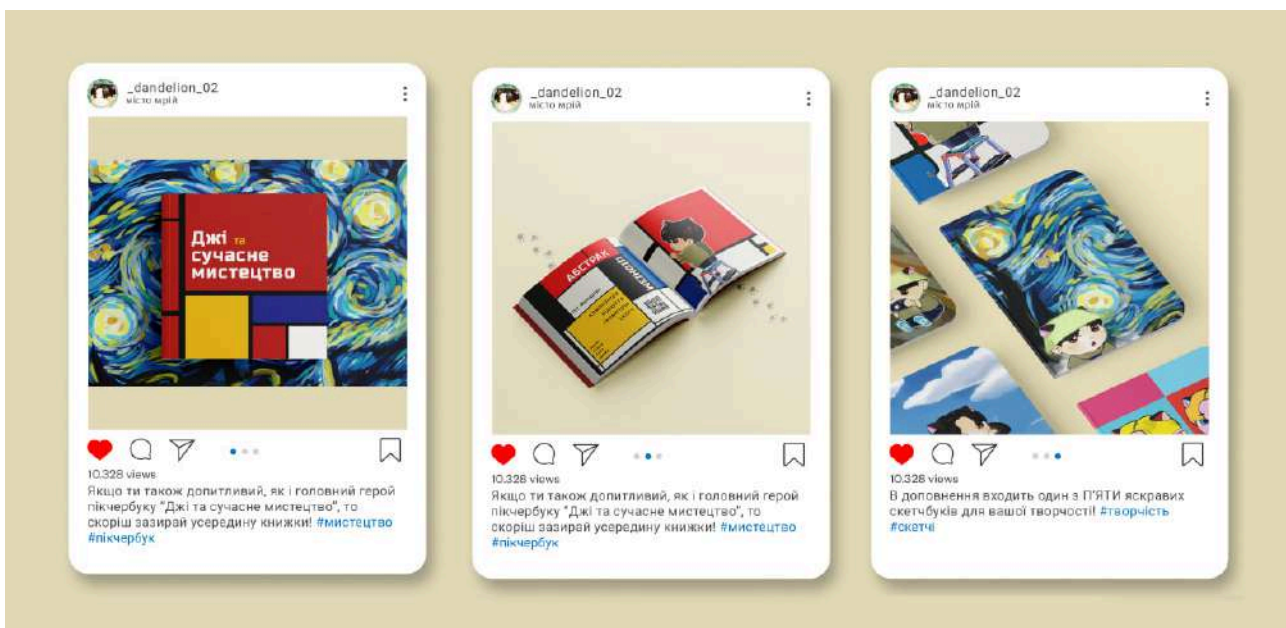 _dandelion_02
місто мрій
Джі та
сучасне
мистецтво
10.328 views
Якщо ти також допитливий, як і головний герой
пікчербуку "Джі та сучасне мистецтво", то
скоріш зазирай усередину книжки! #мистецтво
#пікчербук
_dandelion_02
місто мрій
АБСТРАК
ЦІОНІЗМ
10.328 views
Якщо ти також допитливий, як і головний герой
пікчербуку "Джі та сучасне мистецтво", то
скоріш зазирай усередину книжки! #мистецтво
#пікчербук
_dandelion_02
місто мрій
10.328 views
В доповнення входить один з П'ЯТИ яскравих
скетчбуків для вашої творчості! #творчість
#скетчі